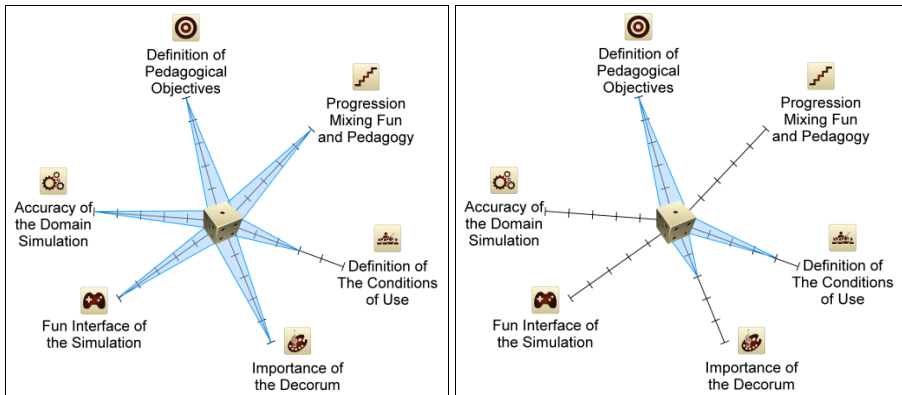 Definition of
Pedagogical
Objectives
Progression
Mixing Fun
and Pedagogy
Accuracy of
the Domain
Simulation
Definition of
The Conditions
of Use
Fun Interface of
the Simulation
Importance of
the Decorum
Definition of
Pedagogical
Objectives
Progression
Mixing Fun
and Pedagogy
Accuracy of
the Domain
Simulation
Definition of
The Conditions
of Use
Fun Interface of
the Simulation
Importance of
the Decorum